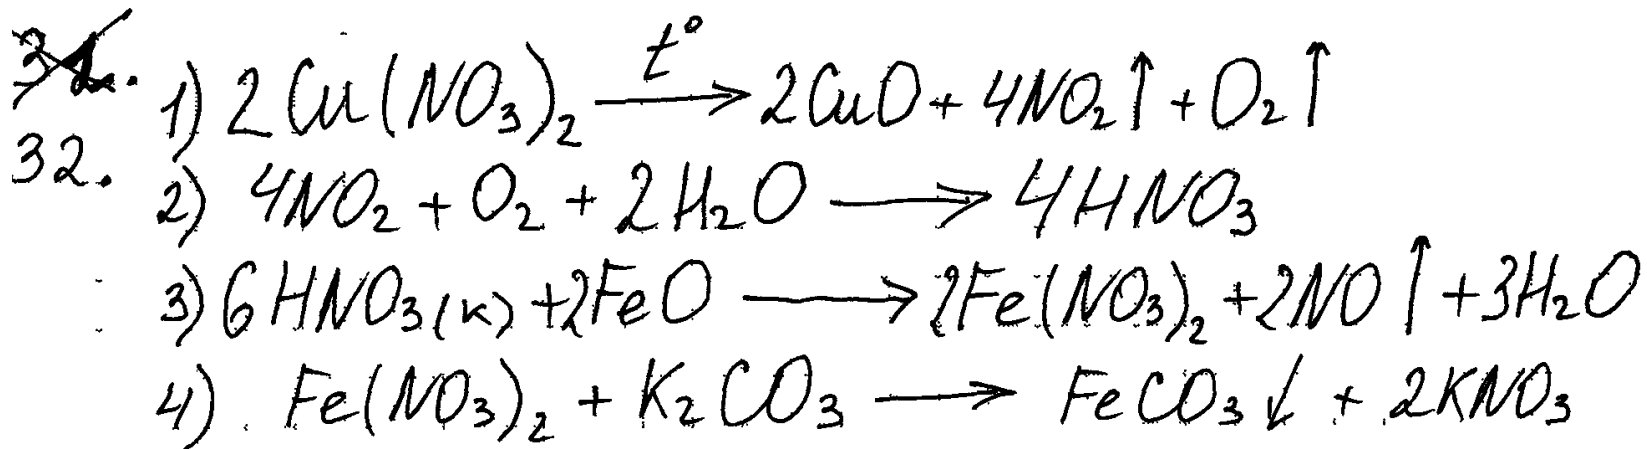 32.
1) 2Cu(NO₃)₂ —t°→ 2CuO + 4NO₂↑ + O₂↑
2) 4NO₂ + O₂ + 2H₂O → 4HNO₃
3) 6HNO₃(к) + 2FeO → 2Fe(NO₃)₂ + 2NO↑ + 3H₂O
4) Fe(NO₃)₂ + K₂CO₃ → FeCO₃↓ + 2KNO₃